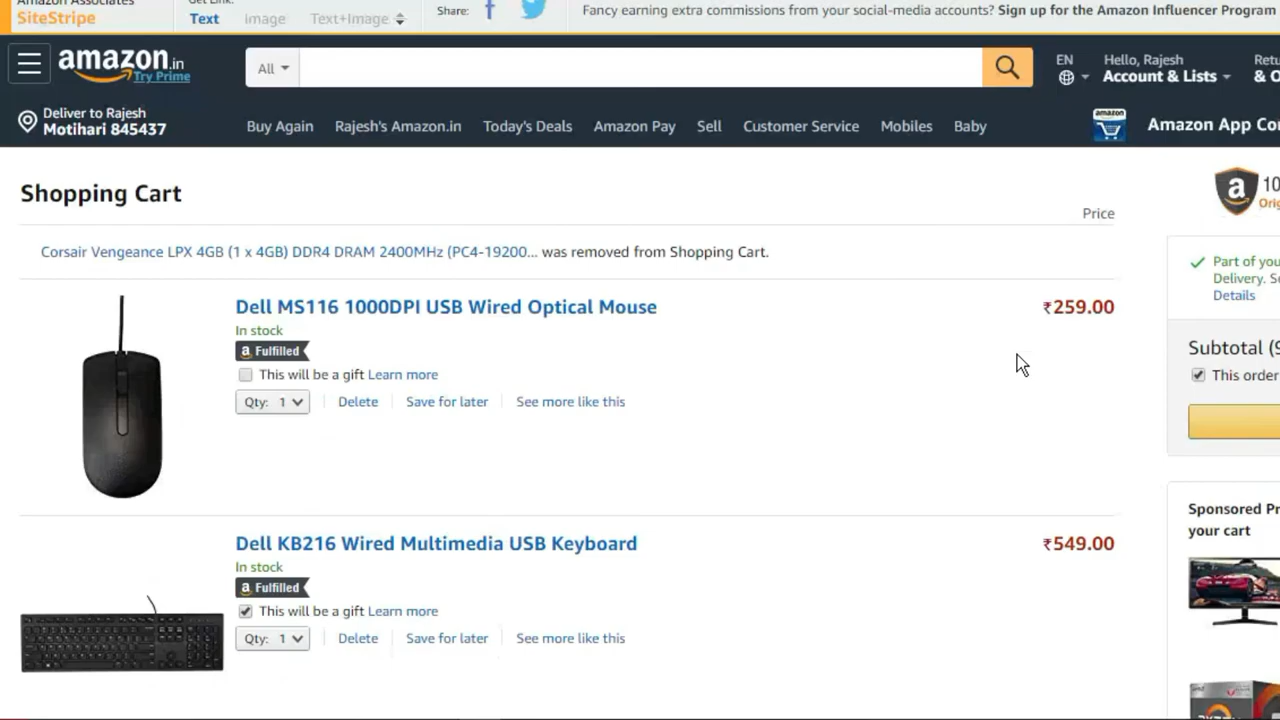 Amazon Associates
SiteStripe
Get Link:
Text Image Text+Image
Share:
Fancy earning extra commissions from your social-media accounts? Sign up for the Amazon Influencer Program
amazon.in
Try Prime
All
EN
Hello, Rajesh
Account & Lists
& O
Deliver to Rajesh
Motihari 845437
Buy Again Rajesh's Amazon.in Today's Deals Amazon Pay Sell Customer Service Mobiles Baby
amazon
Amazon App
Shopping Cart
Price
Corsair Vengeance LPX 4GB (1 x 4GB) DDR4 DRAM 2400MHz (PC4-19200... was removed from Shopping Cart.
Dell MS116 1000DPI USB Wired Optical Mouse ₹259.00
In stock
a Fulfilled
This will be a gift Learn more
Qty: 1 Delete Save for later See more like this
Dell KB216 Wired Multimedia USB Keyboard ₹549.00
In stock
a Fulfilled
This will be a gift Learn more
Qty: 1 Delete Save for later See more like this
a 10
Part of you
Delivery.
Details
Subtotal
This order
Sponsored
your cart